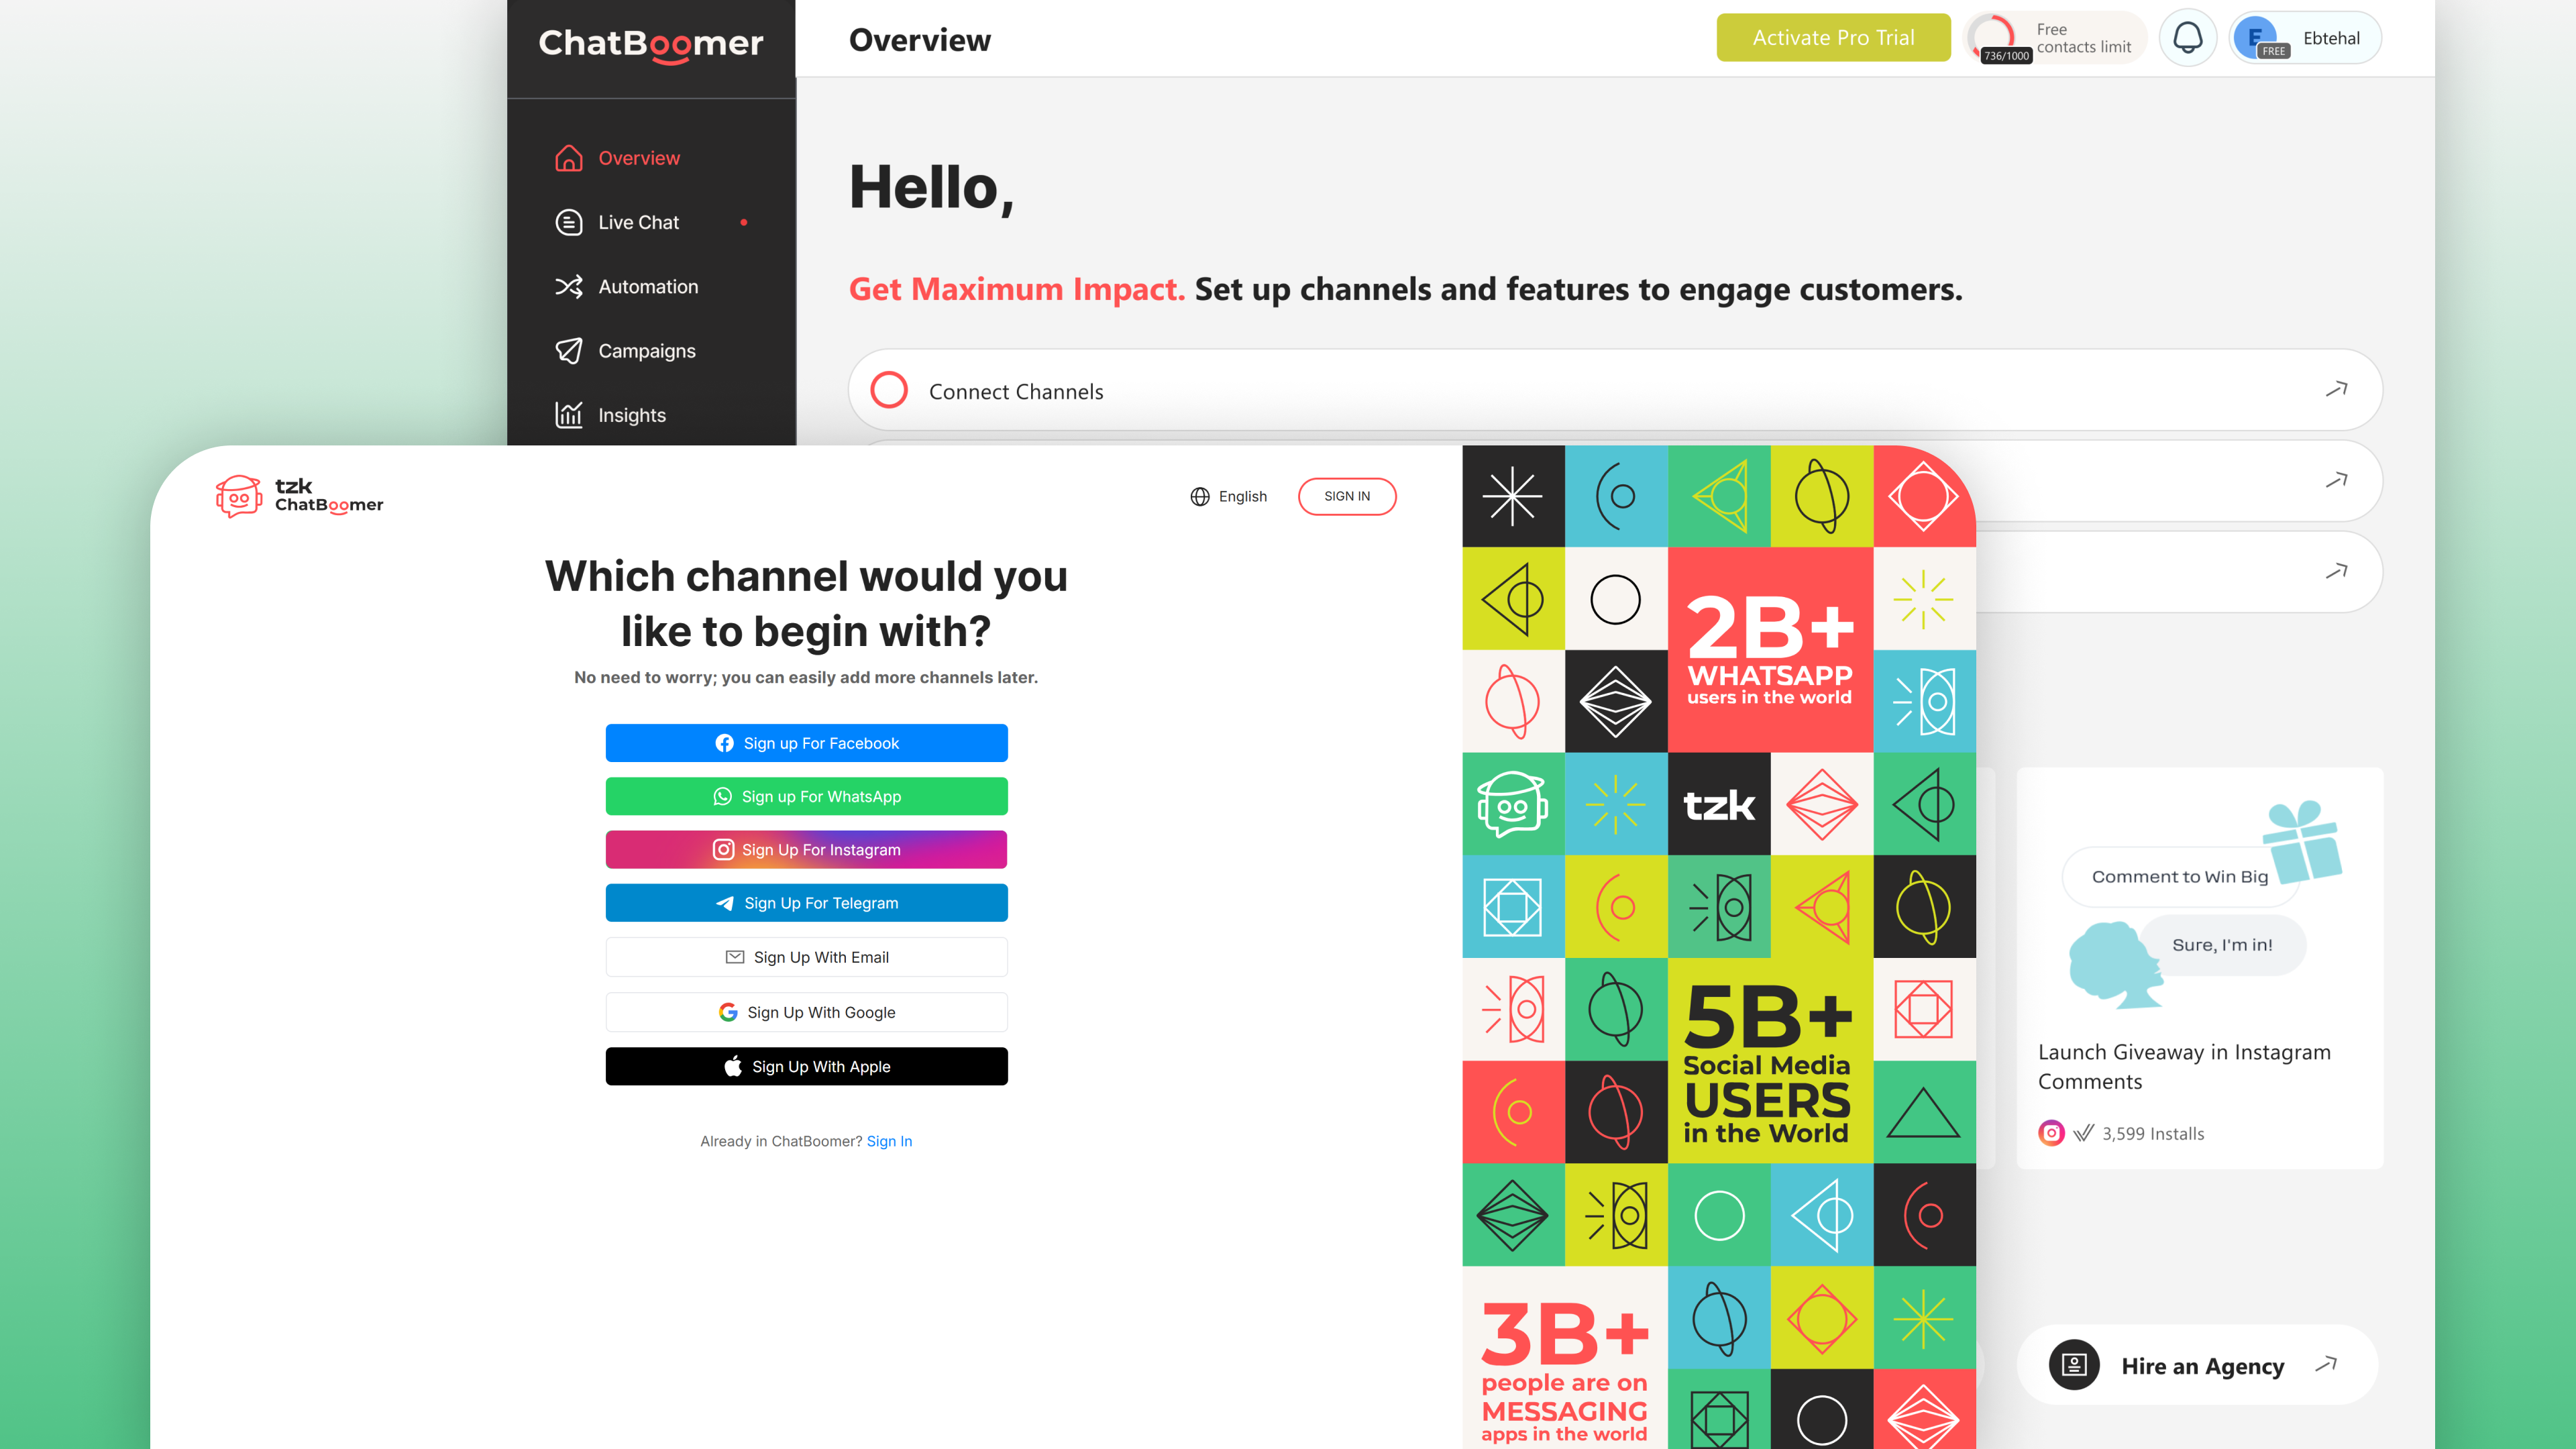 ChatBoomer
Overview
Activate Pro Trial
736/1000
Free
contacts limit
E
FREE
Ebtehal
Overview
Live Chat
Automation
Campaigns
Insights
Hello,
Get Maximum Impact. Set up channels and features to engage customers.
Connect Channels
tzk
ChatBoomer
English
SIGN IN
Which channel would you
like to begin with?
No need to worry; you can easily add more channels later.
Sign up For Facebook
Sign up For WhatsApp
Sign Up For Instagram
Sign Up For Telegram
Sign Up With Email
Sign Up With Google
Sign Up With Apple
Already in ChatBoomer? Sign In
2B+
WHATSAPP
users in the world
tzk
5B+
Social Media
USERS
in the World
3B+
people are on
MESSAGING
apps in the world
Comment to Win Big
Sure, I'm in!
Launch Giveaway in Instagram
Comments
3,599 Installs
Hire an Agency